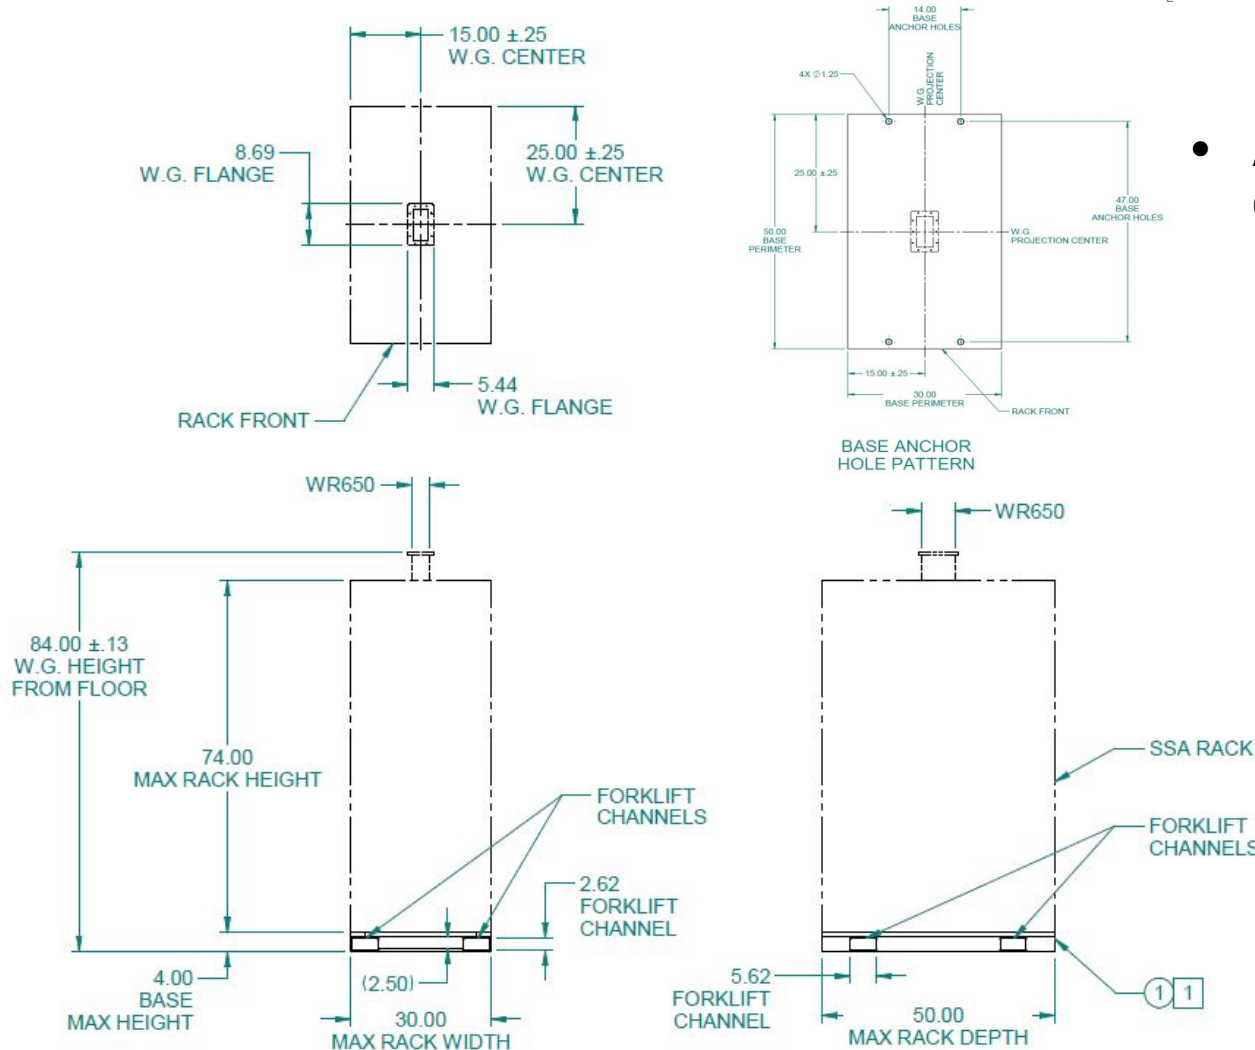 15.00 ±.25
W.G. CENTER
8.69
W.G. FLANGE
25.00 ±.25
W.G. CENTER
5.44
W.G. FLANGE
RACK FRONT
14.00
BASE
ANCHOR HOLES
4X ∅1.25
W.G.
PROJECTION
CENTER
25.00 ±.25
50.00
BASE
PERIMETER
47.00
BASE
ANCHOR HOLES
W.G.
PROJECTION CENTER
15.00 ±.25
30.00
BASE PERIMETER
RACK FRONT
BASE ANCHOR
HOLE PATTERN
WR650
84.00 ±.13
W.G. HEIGHT
FROM FLOOR
74.00
MAX RACK HEIGHT
FORKLIFT
CHANNELS
2.62
FORKLIFT
CHANNEL
4.00
BASE
MAX HEIGHT
(2.50)
30.00
MAX RACK WIDTH
WR650
SSA RACK
FORKLIFT
CHANNELS
5.62
FORKLIFT
CHANNEL
50.00
MAX RACK DEPTH
1 1